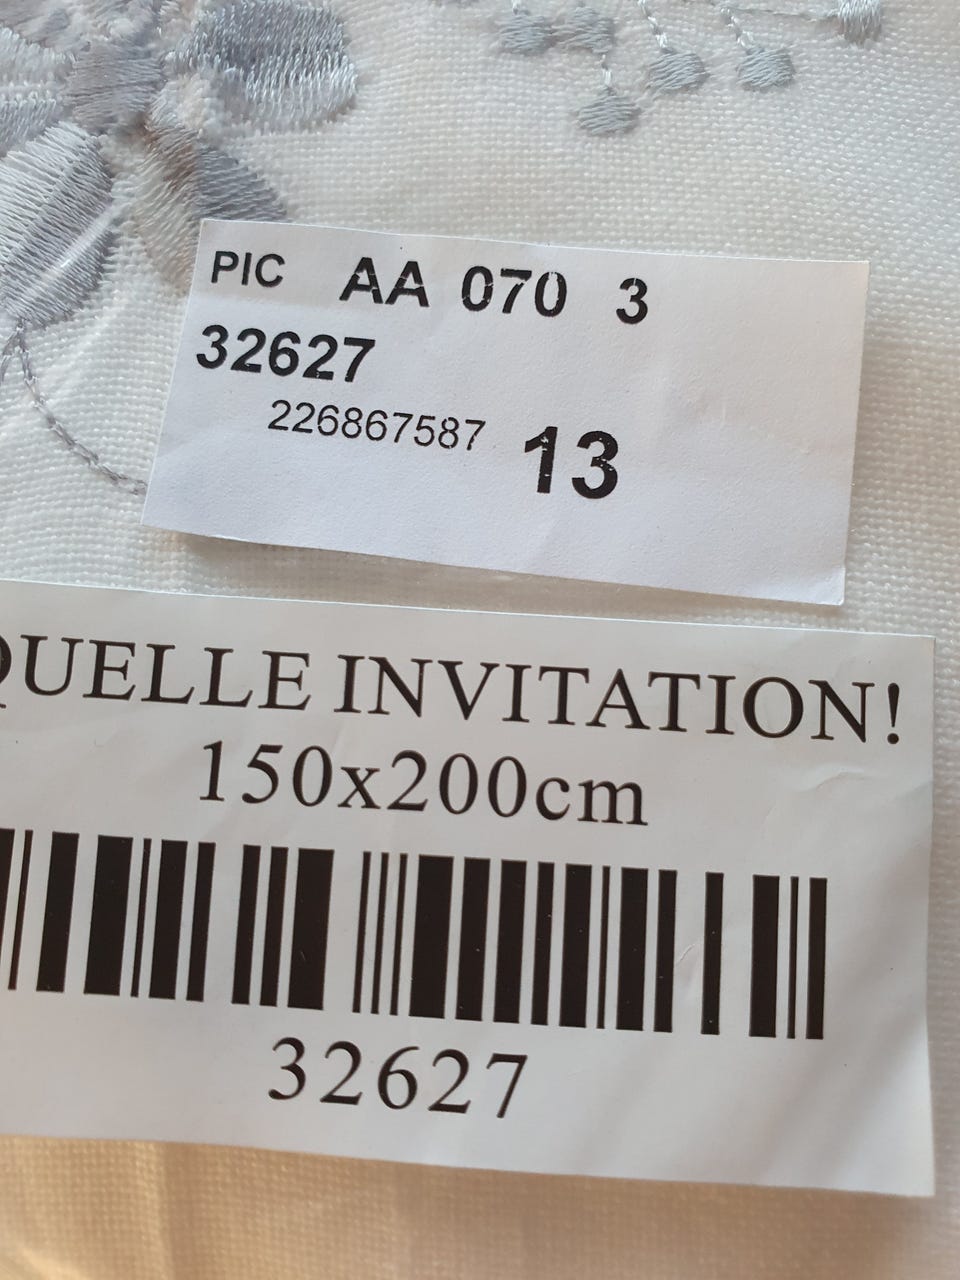 PIC AA 070 3
32627
226867587 13
QUELLE INVITATION!
150x200cm
32627